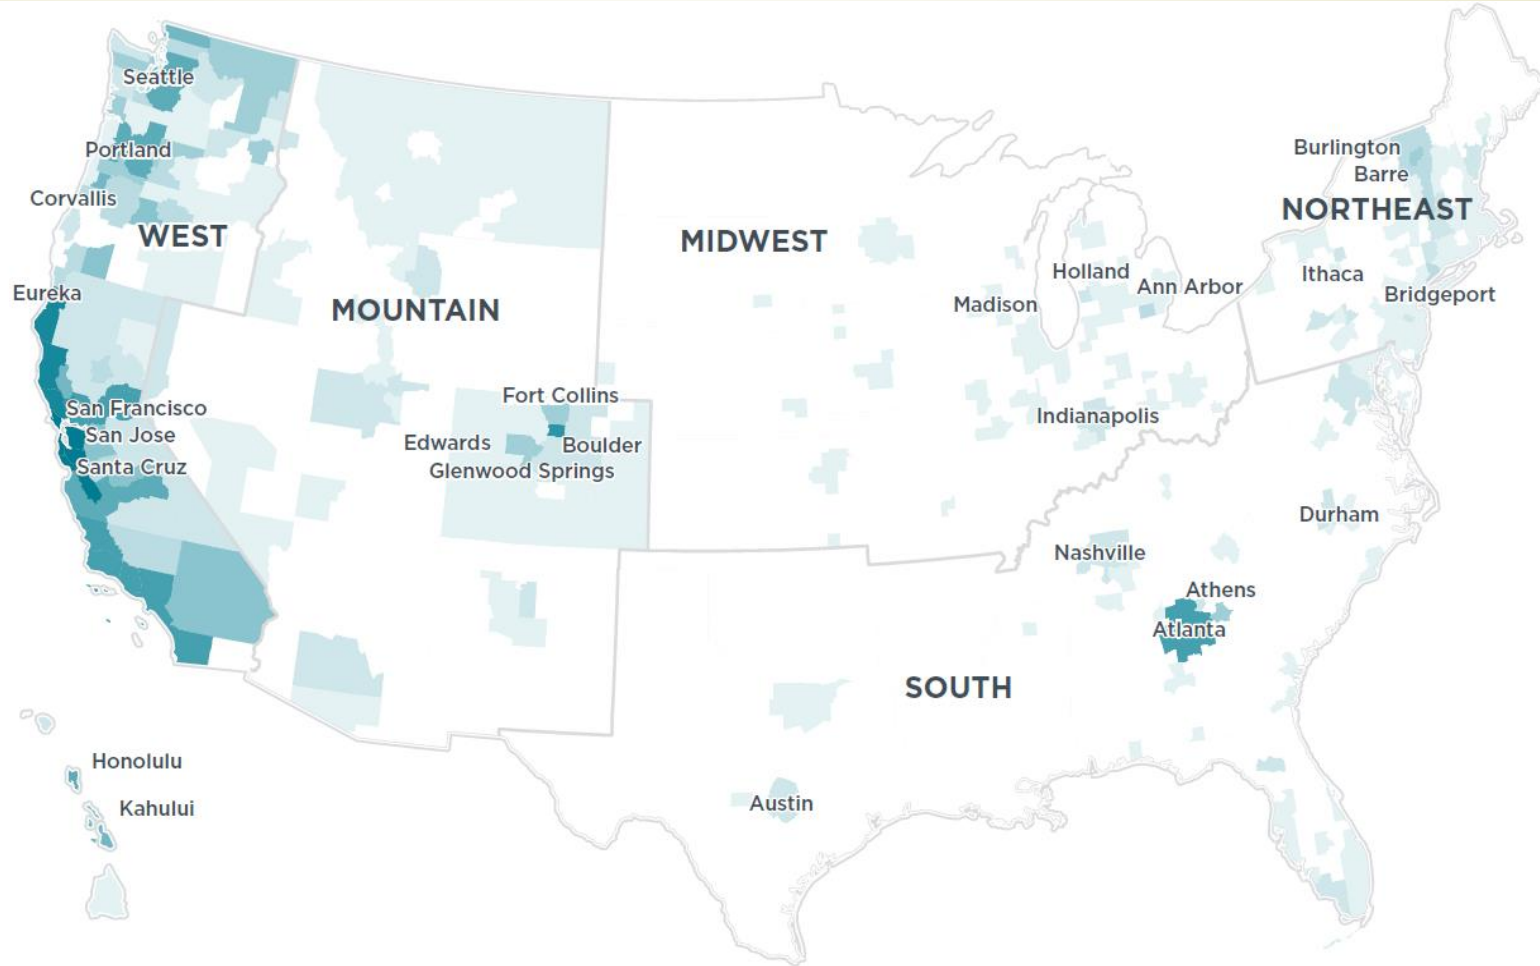 Seattle
Portland
Corvallis
WEST
Eureka
San Francisco
San Jose
Santa Cruz
Honolulu
Kahului
MOUNTAIN
Fort Collins
Edwards
Boulder
Glenwood Springs
MIDWEST
Madison
Holland
Ann Arbor
Indianapolis
Burlington
Barre
NORTHEAST
Ithaca
Bridgeport
Durham
Nashville
Athens
Atlanta
SOUTH
Austin